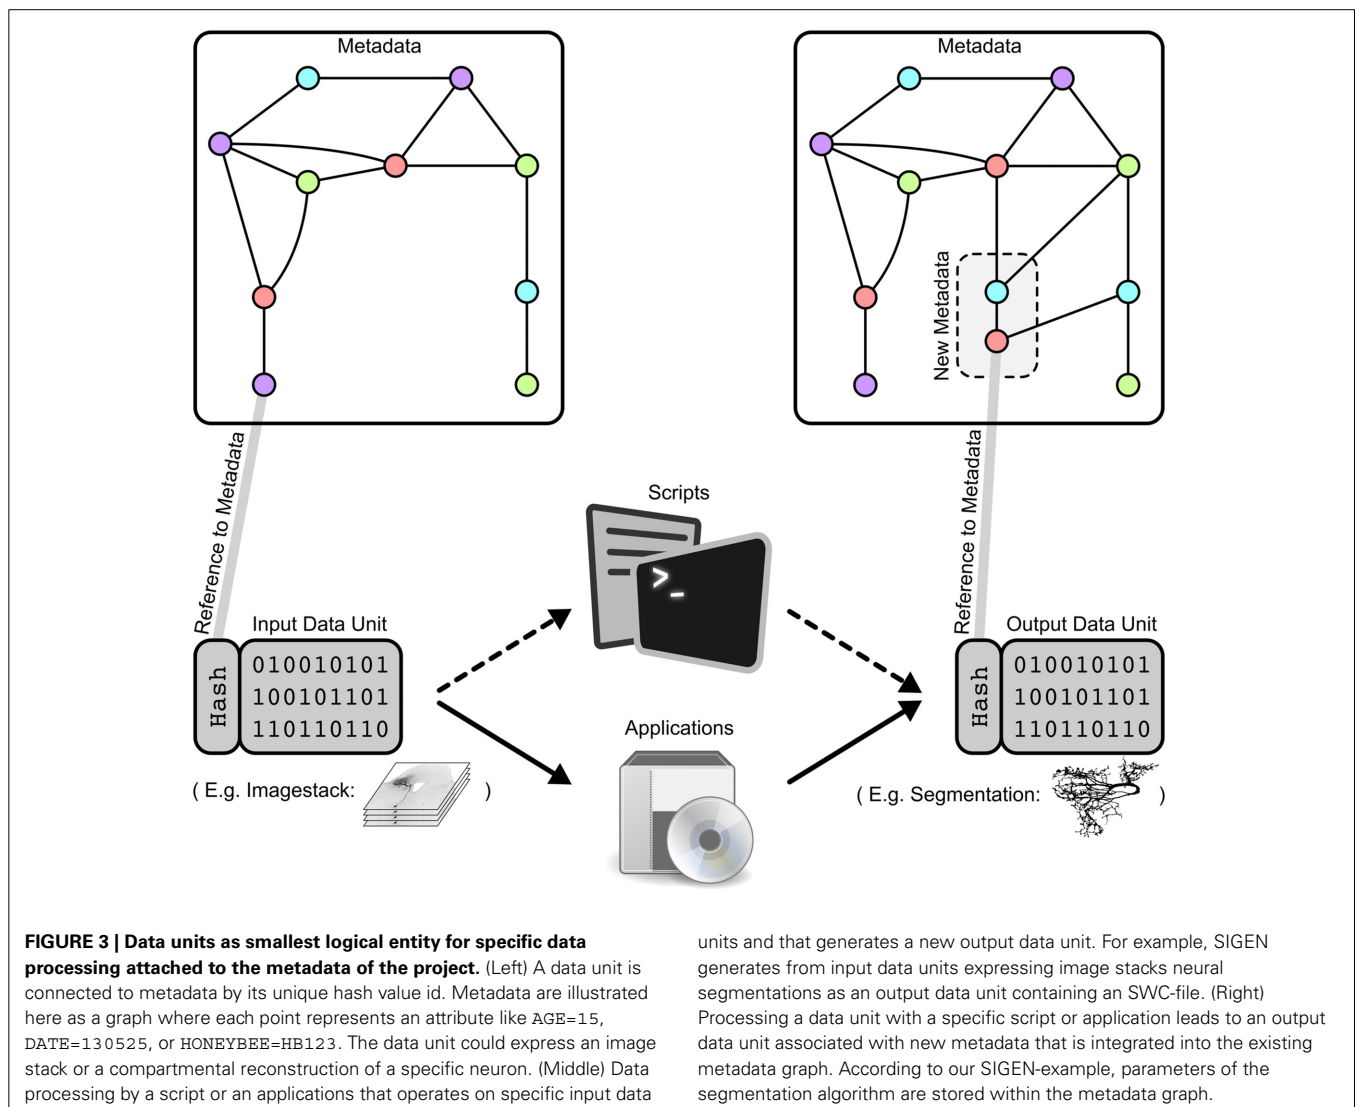 Metadata
Metadata
New Metadata
Reference to Metadata
Reference to Metadata
Scripts
>_
Input Data Unit
Output Data Unit
Hash
010010101
100101101
110110110
Hash
010010101
100101101
110110110
Applications
( E.g. Imagestack: )
( E.g. Segmentation: )
FIGURE 3 | Data units as smallest logical entity for specific data
processing attached to the metadata of the project. (Left) A data unit is
connected to metadata by its unique hash value id. Metadata are illustrated
here as a graph where each point represents an attribute like AGE=15,
DATE=130525, or HONEYBEE=HB123. The data unit could express an image
stack or a compartmental reconstruction of a specific neuron. (Middle) Data
processing by a script or an applications that operates on specific input data
units and that generates a new output data unit. For example, SIGEN
generates from input data units expressing image stacks neural
segmentations as an output data unit containing an SWC-file. (Right)
Processing a data unit with a specific script or application leads to an output
data unit associated with new metadata that is integrated into the existing
metadata graph. According to our SIGEN-example, parameters of the
segmentation algorithm are stored within the metadata graph.